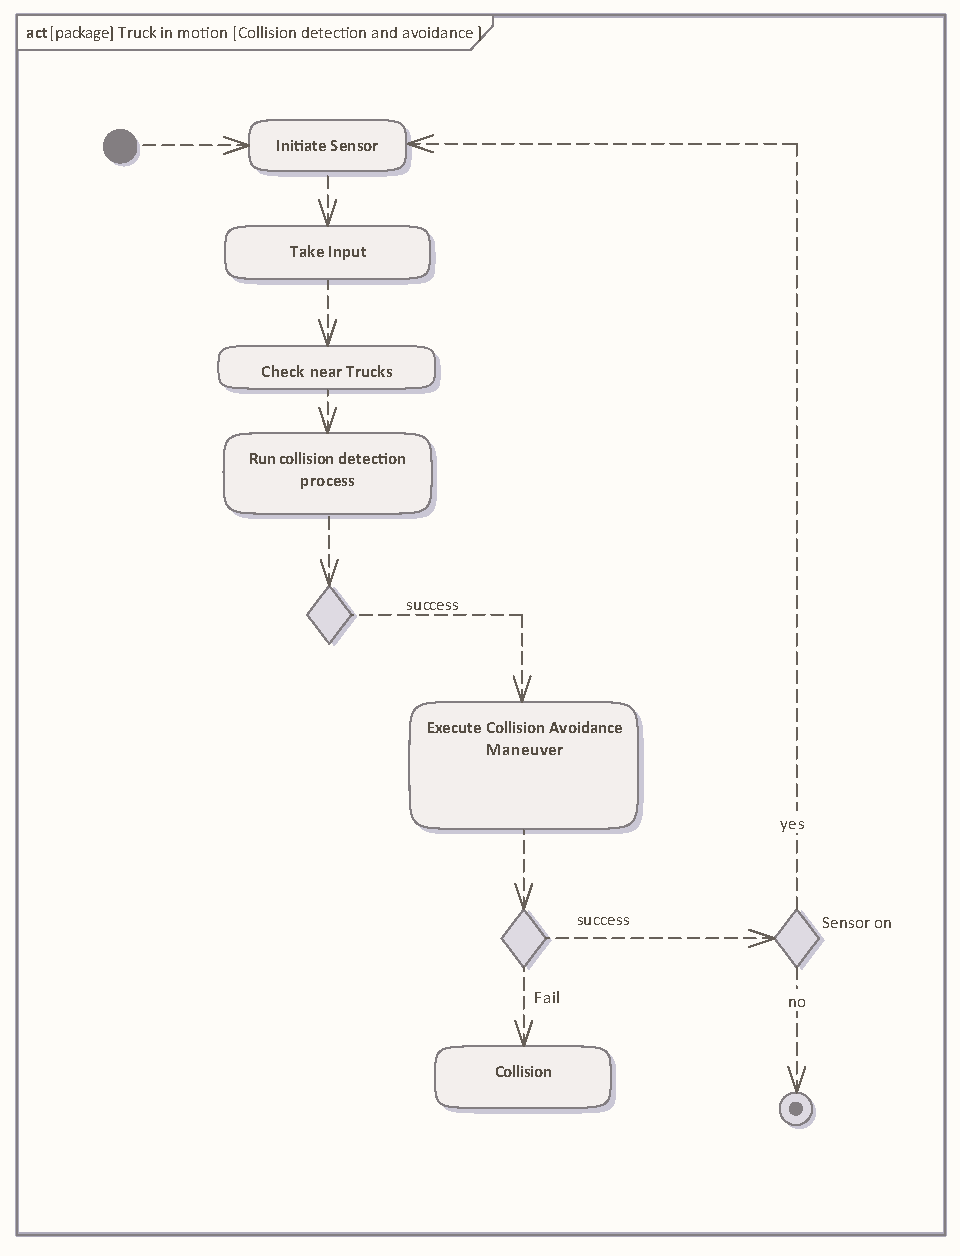 act [package] Truck in motion [Collision detection and avoidance ]
Initiate Sensor
Take Input
Check near Trucks
Run collision detection
process
success
Execute Collision Avoidance
Maneuver
yes
success
Sensor on
Fail
no
Collision